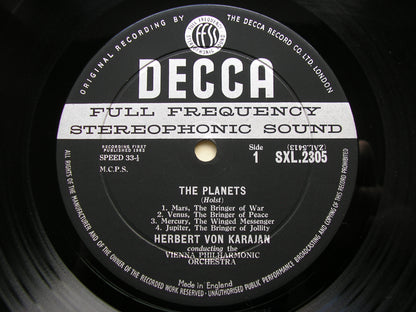 ORIGINAL RECORDING BY
THE DECCA RECORD CO. LTD. LONDON
FULL FREQUENCY
ffss
STEREOPHONIC
DECCA
FULL FREQUENCY
STEREOPHONIC SOUND
RECORDING FIRST
PUBLISHED 1962
SPEED 33⅓
M.C.P.S.
Side
1
(ZAL.5413)
SXL.2305
THE PLANETS
(Holst)
1. Mars, The Bringer of War
2. Venus, The Bringer of Peace
3. Mercury, The Winged Messenger
4. Jupiter, The Bringer of Jollity
HERBERT VON KARAJAN
conducting the
VIENNA PHILHARMONIC
ORCHESTRA
Made in England
ALL RIGHTS OF THE MANUFACTURER AND OF THE OWNER OF THE RECORDED WORK RESERVED · UNAUTHORISED PUBLIC PERFORMANCE BROADCASTING AND COPYING OF THIS RECORD PROHIBITED